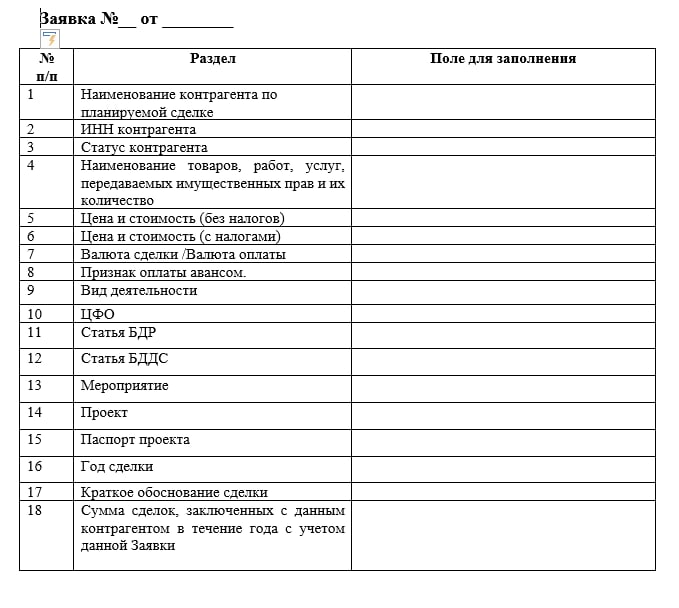 Заявка №__ от _________
№ Раздел Поле для заполнения
п/п
1 Наименование контрагента по
планируемой сделке
2 ИНН контрагента
3 Статус контрагента
4 Наименование товаров, работ, услуг,
передаваемых имущественных прав и их
количество
5 Цена и стоимость (без налогов)
6 Цена и стоимость (с налогами)
7 Валюта сделки /Валюта оплаты
8 Признак оплаты авансом.
9 Вид деятельности
10 ЦФО
11 Статья БДР
12 Статья БДДС
13 Мероприятие
14 Проект
15 Паспорт проекта
16 Год сделки
17 Краткое обоснование сделки
18 Сумма сделок, заключенных с данным
контрагентом в течение года с учетом
данной Заявки